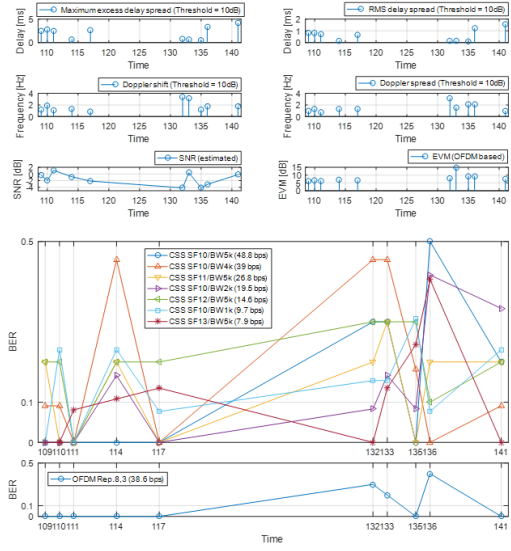 Maximum excess delay spread (Threshold = 10dB)
Delay [ms]
4
2
0
110 115 120 125 130 135 140
Time
RMS delay spread (Threshold = 10dB)
Delay [ms]
1
0
110 115 120 125 130 135 140
Time
Doppler shift (Threshold = 10dB)
Frequency [Hz]
4
2
0
110 115 120 125 130 135 140
Time
Doppler spread (Threshold = 10dB)
Frequency [Hz]
4
2
0
110 115 120 125 130 135 140
Time
SNR (estimated)
SNR [dB]
2
0
-2
-4
110 115 120 125 130 135 140
Time
EVM (OFDM based)
EVM [dB]
15
10
5
0
110 115 120 125 130 135 140
Time
CSS SF10/BW5k (48.8 bps)
CSS SF10/BW4k (39 bps)
CSS SF11/BW5k (26.8 bps)
CSS SF10/BW2k (19.5 bps)
CSS SF12/BW5k (14.6 bps)
CSS SF10/BW1k (9.7 bps)
CSS SF13/BW5k (7.9 bps)
BER
0.5
0.1
0
109 110 111 114 117 132 133 135 136 141
OFDM Rep.8,3 (38.6 bps)
BER
0.5
0.1
0
109 110 111 114 117 132 133 135 136 141
Time